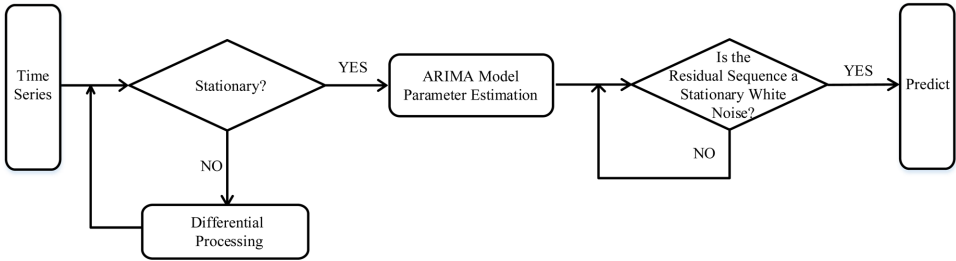 Time
Series
Stationary?
YES
NO
Differential
Processing
ARIMA Model
Parameter Estimation
Is the
Residual Sequence a
Stationary White
Noise?
YES
NO
Predict